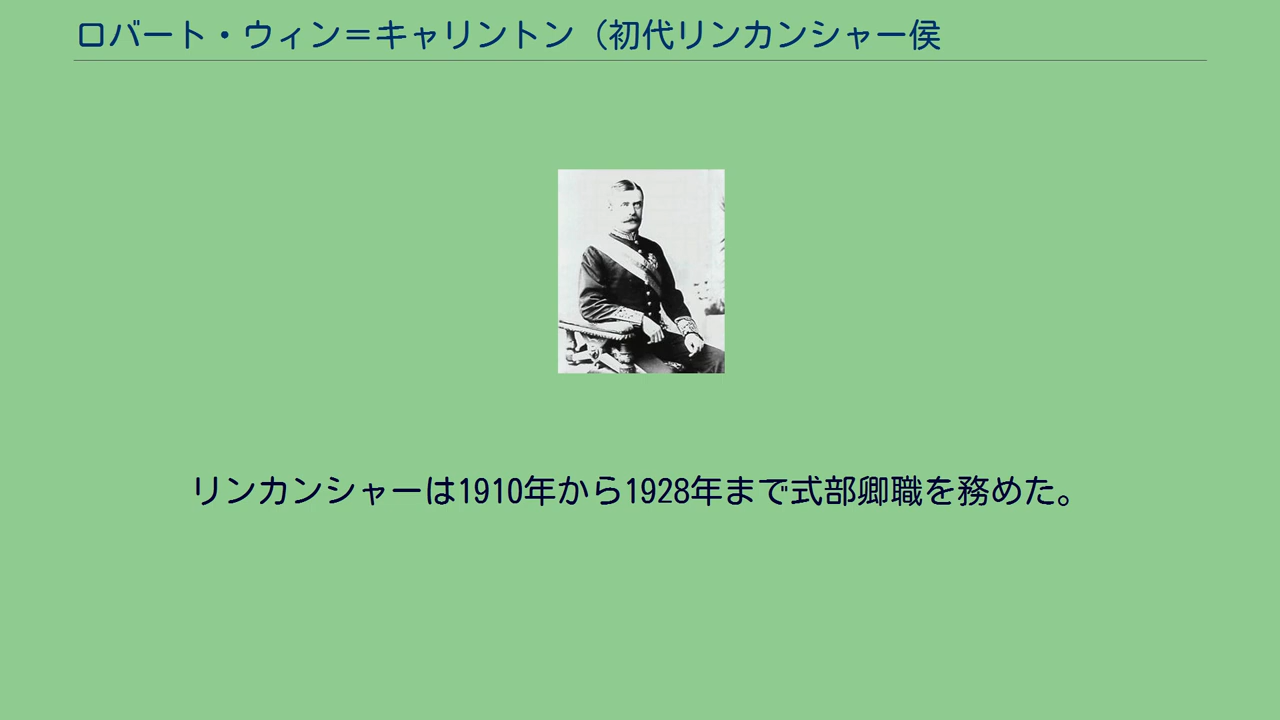 ロバート・ウィン＝キャリントン（初代リンカンシャー侯
リンカンシャーは1910年から1928年まで式部卿職を務めた。